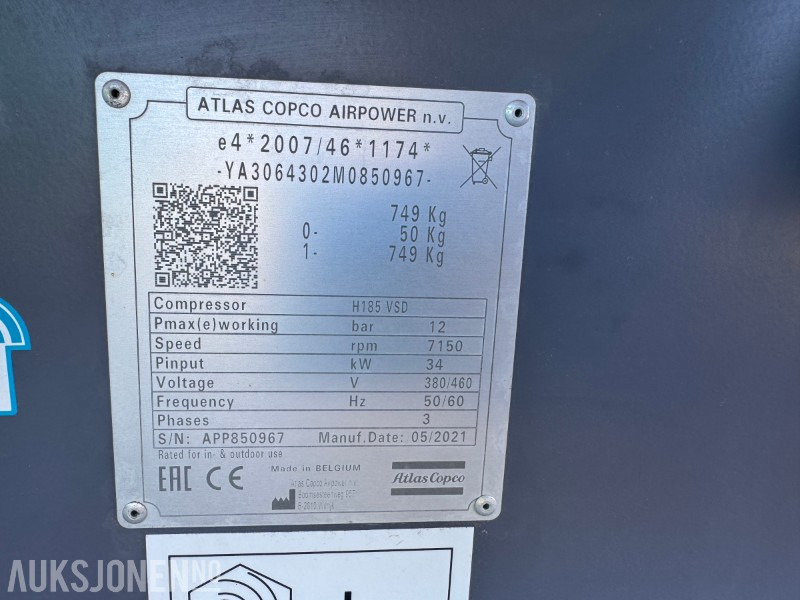 ATLAS COPCO AIRPOWER n.v.
e4*2007/46*1174*
-YA3064302M0850967-
749 Kg
0- 50 Kg
1- 749 Kg
Compressor H185 VSD
Pmax(e)working bar 12
Speed rpm 7150
Pinput kW 34
Voltage V 380/460
Frequency Hz 50/60
Phases 3
S/N: APP850967 Manuf.Date: 05/2021
Rated for in- & outdoor use
EAC CE Made in BELGIUM
Atlas Copco Airpower n.v.
Atlas Copco
AUKSJONEN.NO